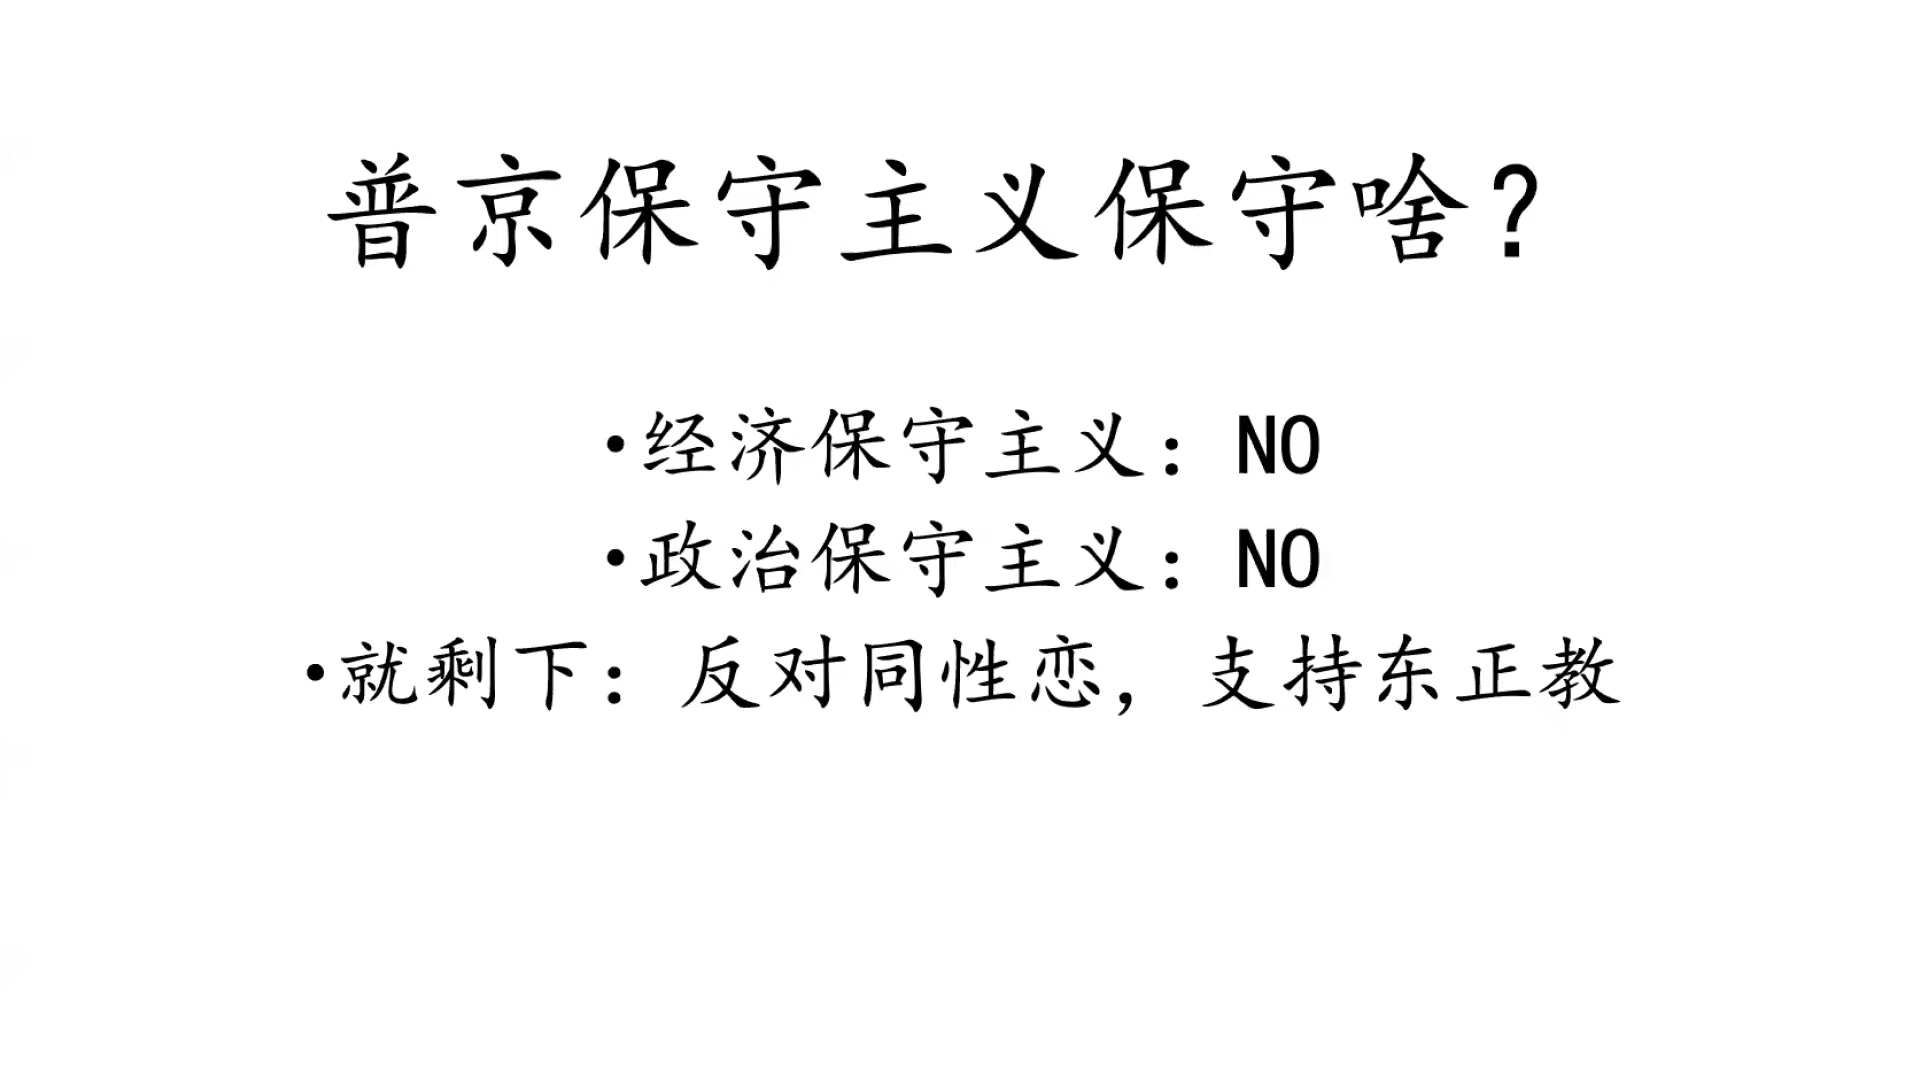 普京保守主义保守啥?
•经济保守主义：NO
•政治保守主义：NO
•就剩下：反对同性恋，支持东正教